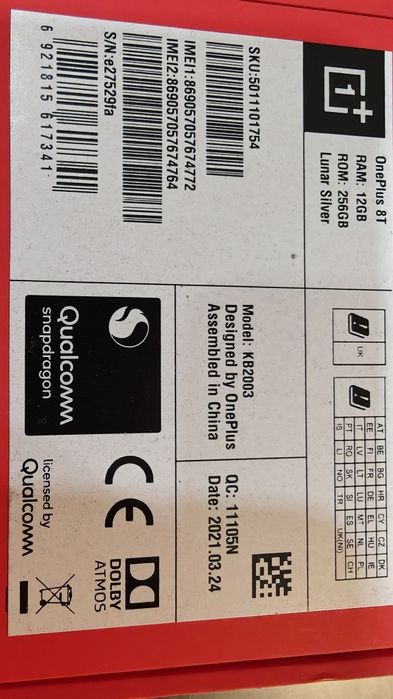 1+
OnePlus 8T
RAM: 12GB
ROM: 256GB
Lunar Silver
SKU:5011101754
IMEI1:869057057674772
IMEI2:869057057674764
S/N:e27529fa
6 921815 617341
UK
AT BE BG HR CY CZ DK
EE FI FR DE EL HU IE
IT LV LT LU MT NL PL
PT RO SK SI ES SE CH
IS LI NO TR UK(NI)
Model: KB2003
Designed by OnePlus
Assembled in China
QC: 11105N
Date: 2021.03.24
Qualcomm
snapdragon
CE
DOLBY
ATMOS
licensed by
Qualcomm